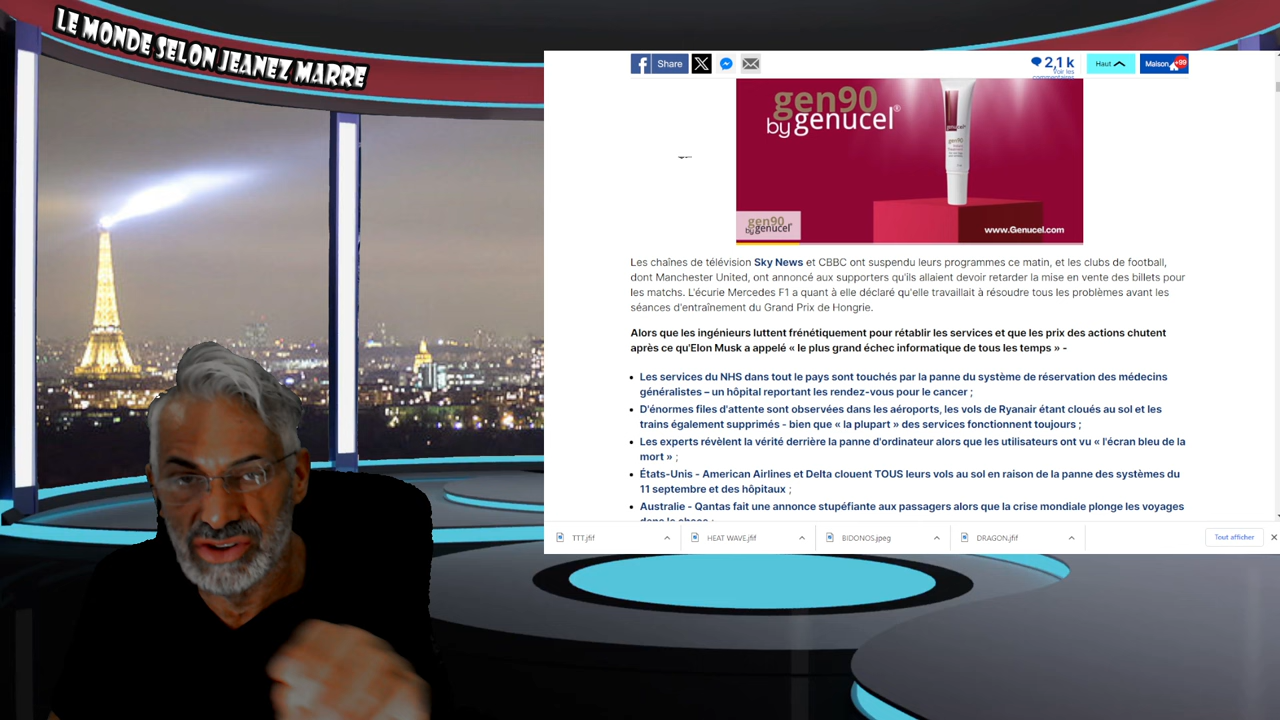 LE MONDE SELON JEANEZ MARRE
Share
2,1 k
Voir les
commentaires
Haut
Maison
+99
gen90
by genucel®
gen90
by genucel
www.Genucel.com
Les chaînes de télévision Sky News et CBBC ont suspendu leurs programmes ce matin, et les clubs de football,
dont Manchester United, ont annoncé aux supporters qu'ils allaient devoir retarder la mise en vente des billets pour
les matchs. L'écurie Mercedes F1 a quant à elle déclaré qu'elle travaillait à résoudre tous les problèmes avant les
séances d'entraînement du Grand Prix de Hongrie.
Alors que les ingénieurs luttent frénétiquement pour rétablir les services et que les prix des actions chutent
après ce qu'Elon Musk a appelé « le plus grand échec informatique de tous les temps » -
• Les services du NHS dans tout le pays sont touchés par la panne du système de réservation des médecins
généralistes – un hôpital reportant les rendez-vous pour le cancer ;
• D'énormes files d'attente sont observées dans les aéroports, les vols de Ryanair étant cloués au sol et les
trains également supprimés - bien que « la plupart » des services fonctionnent toujours ;
• Les experts révèlent la vérité derrière la panne d'ordinateur alors que les utilisateurs ont vu « l'écran bleu de la
mort » ;
• États-Unis - American Airlines et Delta clouent TOUS leurs vols au sol en raison de la panne des systèmes du
11 septembre et des hôpitaux ;
• Australie - Qantas fait une annonce stupéfiante aux passagers alors que la crise mondiale plonge les voyages
dans le chaos ;
TTT.jfif
HEAT WAVE.jfif
BIDONOS.jpeg
DRAGON.jfif
Tout afficher